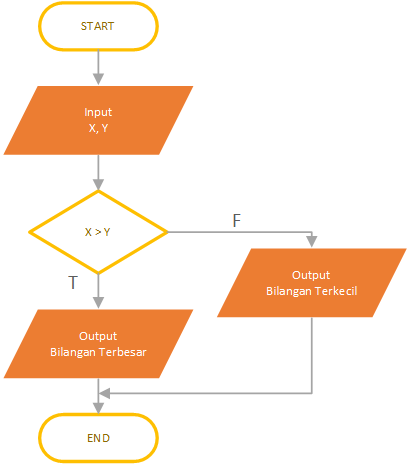 START
Input
X, Y
X > Y
F
T
Output
Bilangan Terkecil
Output
Bilangan Terbesar
END